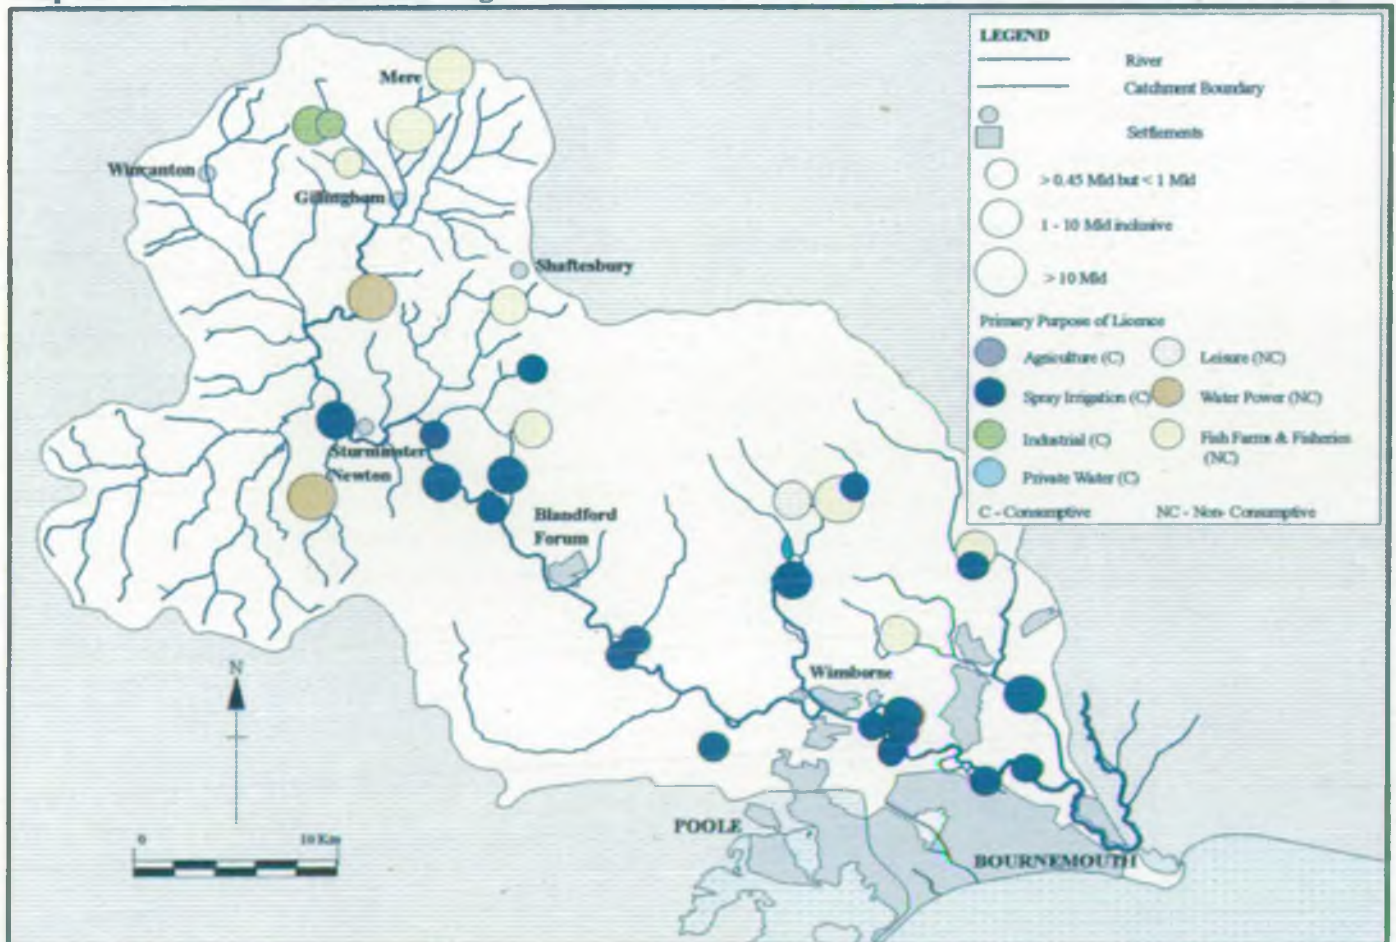 Mere
Wincanton
Gillingham
Shaftesbury
Sturminster
Newton
Blandford
Forum
Wimborne
POOLE
BOURNEMOUTH
N
0 10 Km
LEGEND
River
Catchment Boundary
Settlements
> 0.45 Mld but < 1 Mld
1 - 10 Mld inclusive
> 10 Mld
Primary Purpose of Licence
Agriculture (C) Leisure (NC)
Spray Irrigation (C) Water Power (NC)
Industrial (C) Fish Farms & Fisheries
(NC)
Private Water (C)
C - Consumptive NC - Non- Consumptive